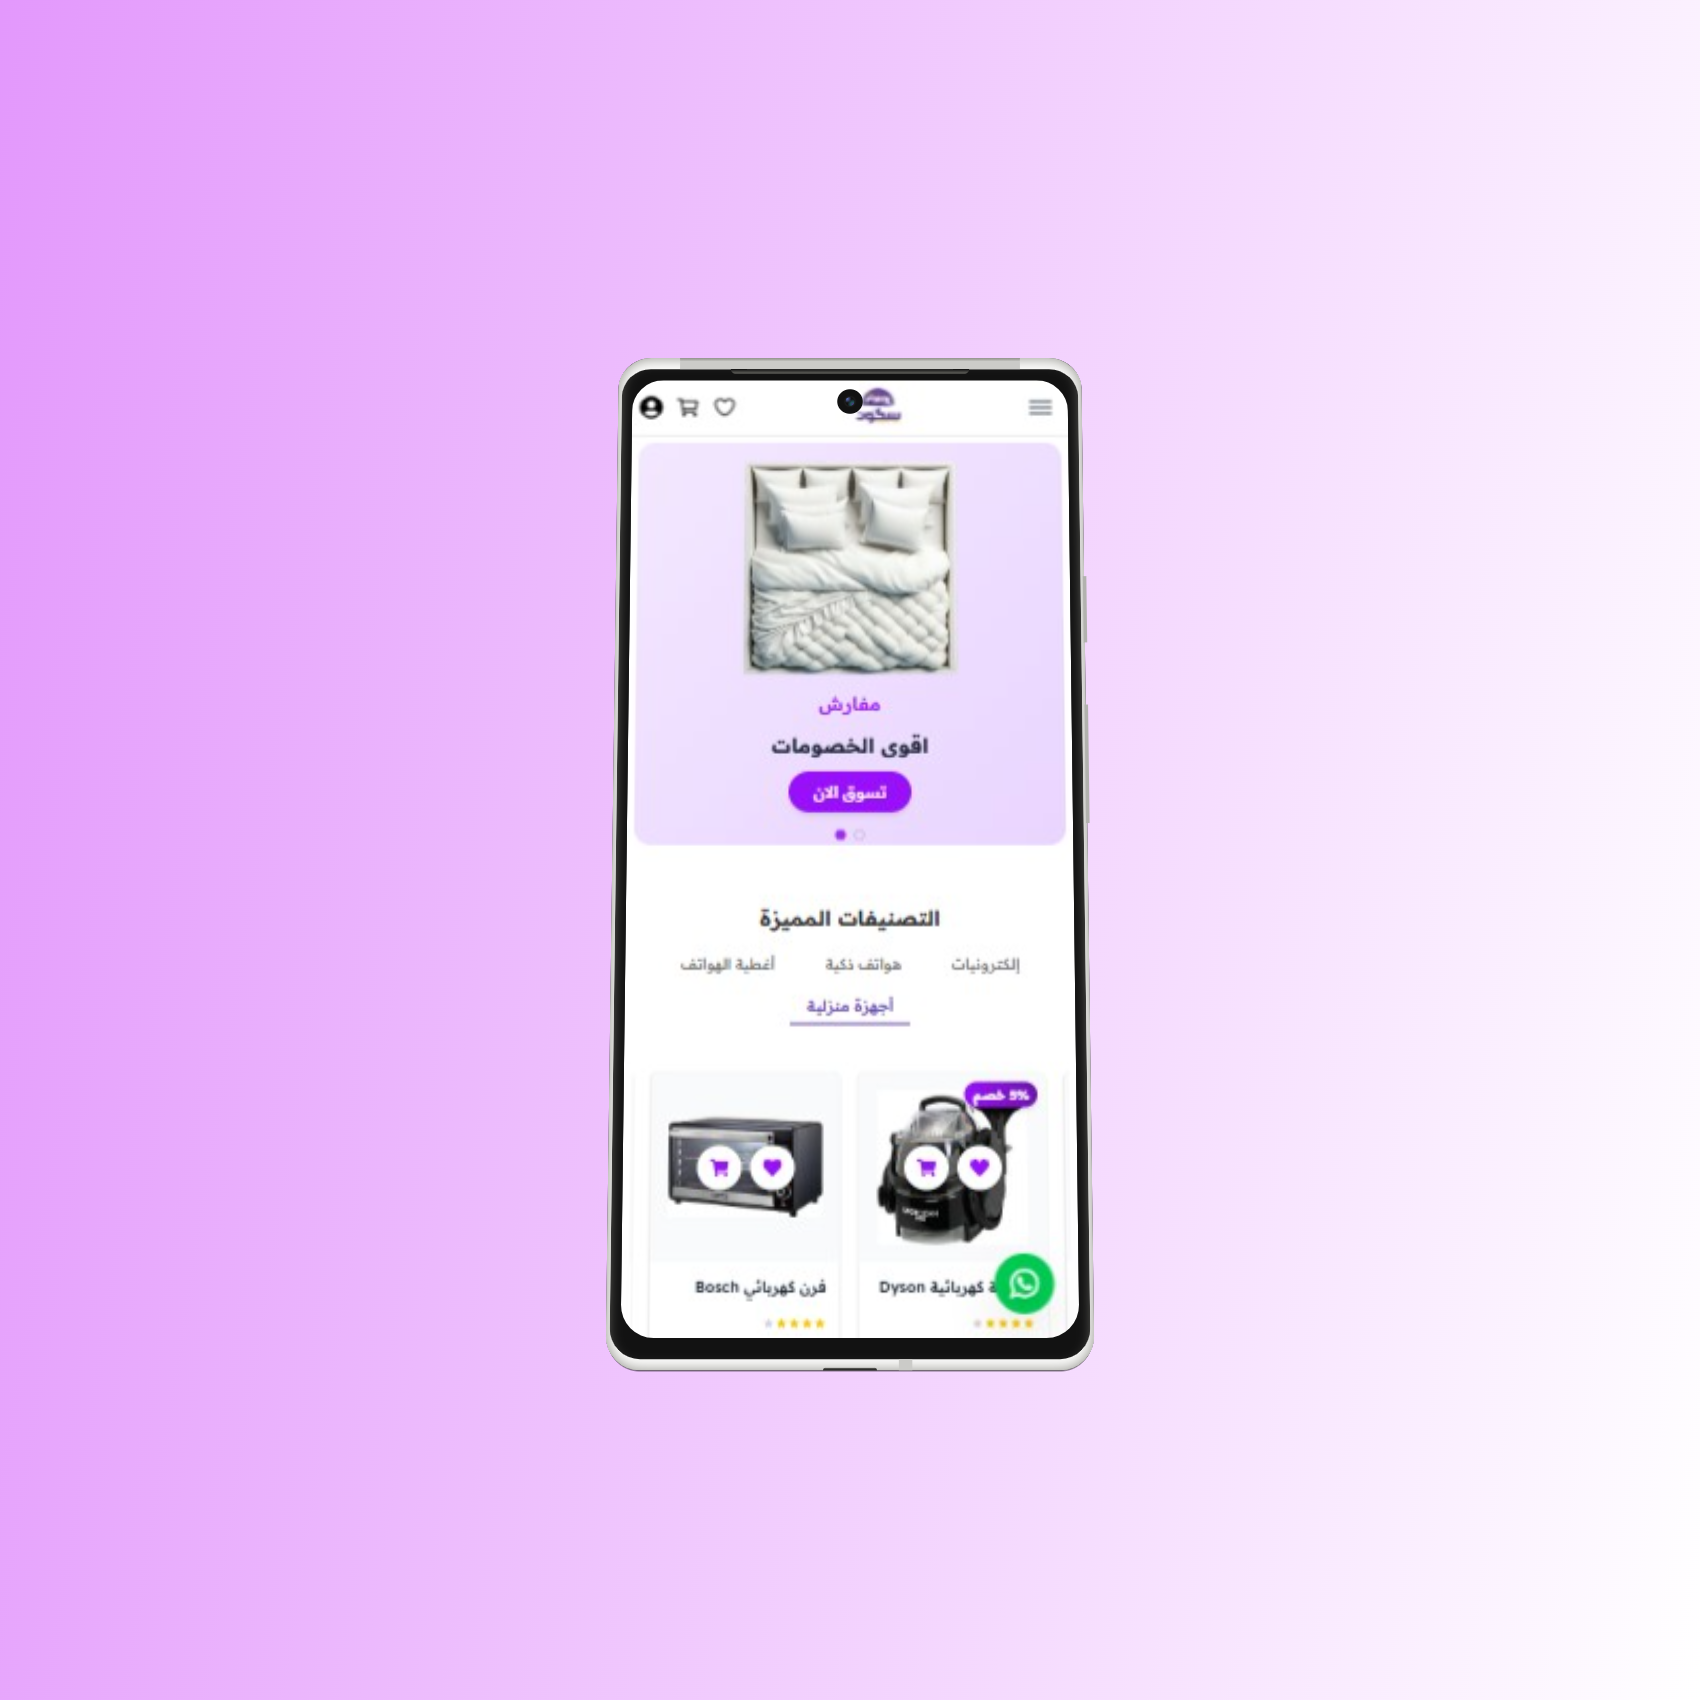 سكود
مفارش
اقوى الخصومات
تسوق الان
التصنيفات المميزة
إلكترونيات
هواتف ذكية
أغطية الهواتف
أجهزة منزلية
5% خصم
ة كهربائية Dyson
فرن كهربائي Bosch